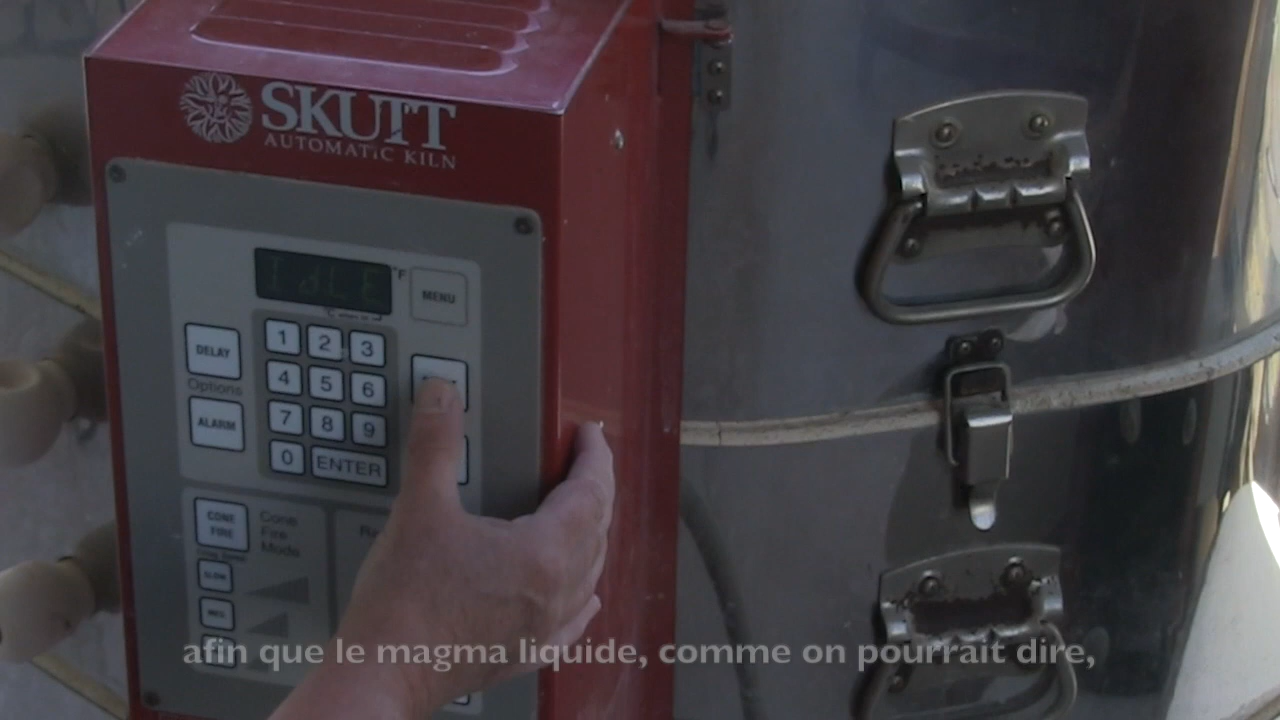 SKUTT
AUTOMATIC KILN
IdLE
°F
MENU
DELAY
1 2 3
Options
4 5 6
ALARM
7 8 9
0 ENTER
CONE
FIRE
Cone
Fire
Mode
SLOW
MED.
afin que le magma liquide, comme on pourrait dire,